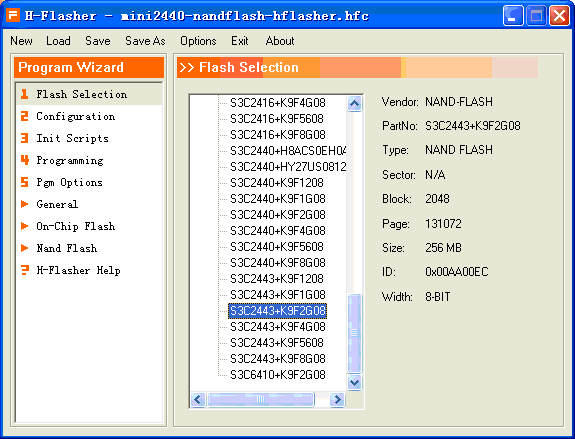 H-Flasher - mini2440-nandflash-hflasher.hfc
New Load Save Save As Options Exit About
Program Wizard
1 Flash Selection
2 Configuration
3 Init Scripts
4 Programming
5 Pgm Options
General
On-Chip Flash
Nand Flash
? H-Flasher Help
>> Flash Selection
S3C2416+K9F4G08
S3C2416+K9F5608
S3C2416+K9F8G08
S3C2440+H8ACS0EH0A
S3C2440+HY27US0812
S3C2440+K9F1208
S3C2440+K9F1G08
S3C2440+K9F2G08
S3C2440+K9F4G08
S3C2440+K9F5608
S3C2440+K9F8G08
S3C2443+K9F1208
S3C2443+K9F1G08
S3C2443+K9F2G08
S3C2443+K9F4G08
S3C2443+K9F5608
S3C2443+K9F8G08
S3C6410+K9F2G08
Vendor: NAND-FLASH
PartNo: S3C2443+K9F2G08
Type: NAND FLASH
Sector: N/A
Block: 2048
Page: 131072
Size: 256 MB
ID: 0x00AA00EC
Width: 8-BIT